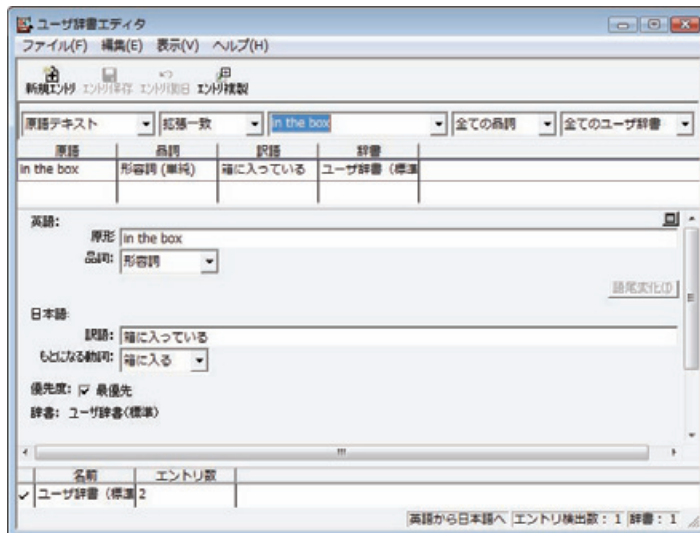 ユーザ辞書エディタ
ファイル(F) 編集(E) 表示(V) ヘルプ(H)
新規エントリ エントリ保存 エントリ復旧 エントリ複製
原語テキスト 拡張一致 in the box 全ての品詞 全てのユーザ辞書
原語 品詞 訳語 辞書
in the box 形容詞 (単純) 箱に入っている ユーザ辞書（標準
英語:
原形 in the box
品詞: 形容詞
語尾変化(I)
日本語
訳語: 箱に入っている
もとになる動詞: 箱に入る
優先度: 最優先
辞書: ユーザ辞書(標準)
名前 エントリ数
ユーザ辞書（標準 2
英語から日本語へ エントリ検出数: 1 辞書: 1